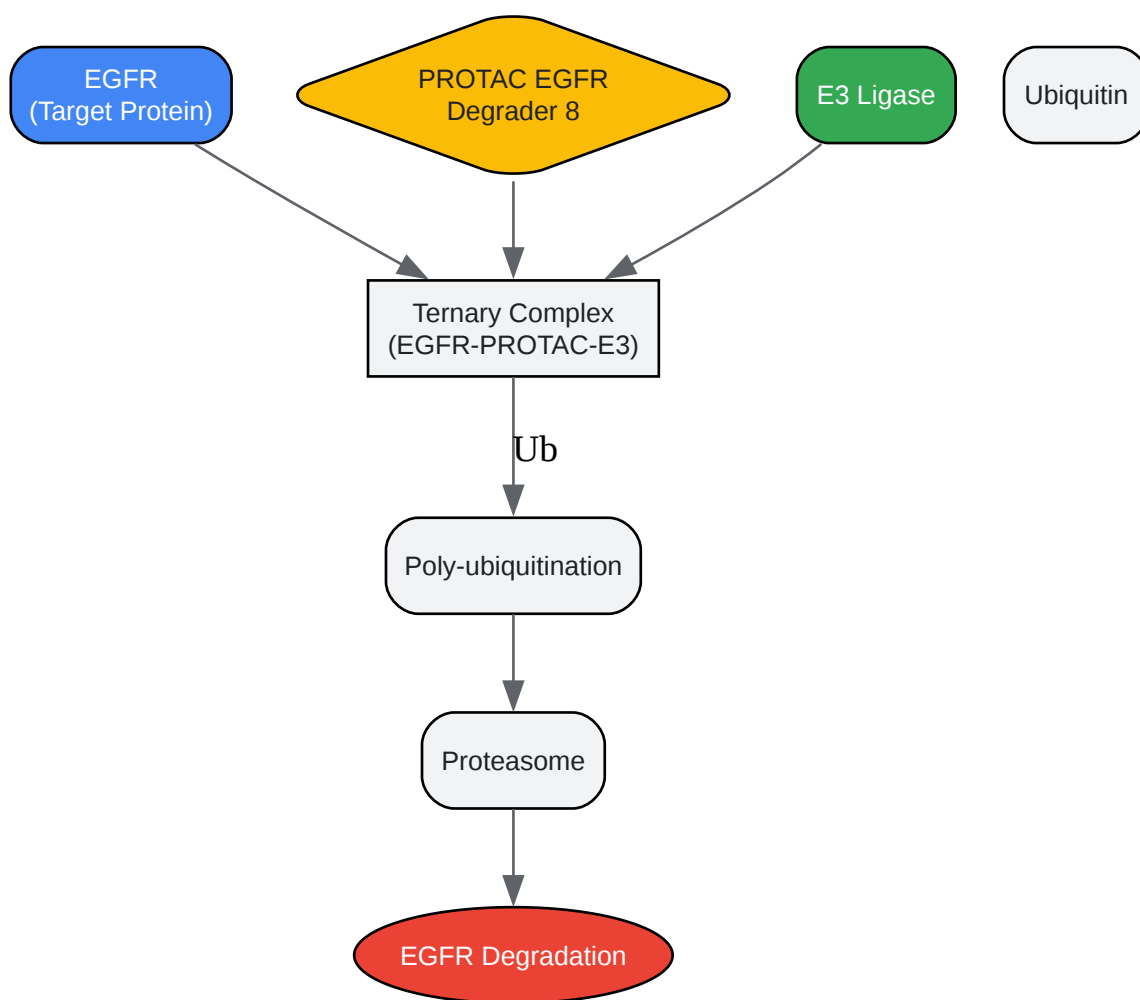 EGFR
(Target Protein)
PROTAC EGFR
Degrader 8
E3 Ligase
Ubiquitin
Ternary Complex
(EGFR-PROTAC-E3)
Ub
Poly-ubiquitination
Proteasome
EGFR Degradation